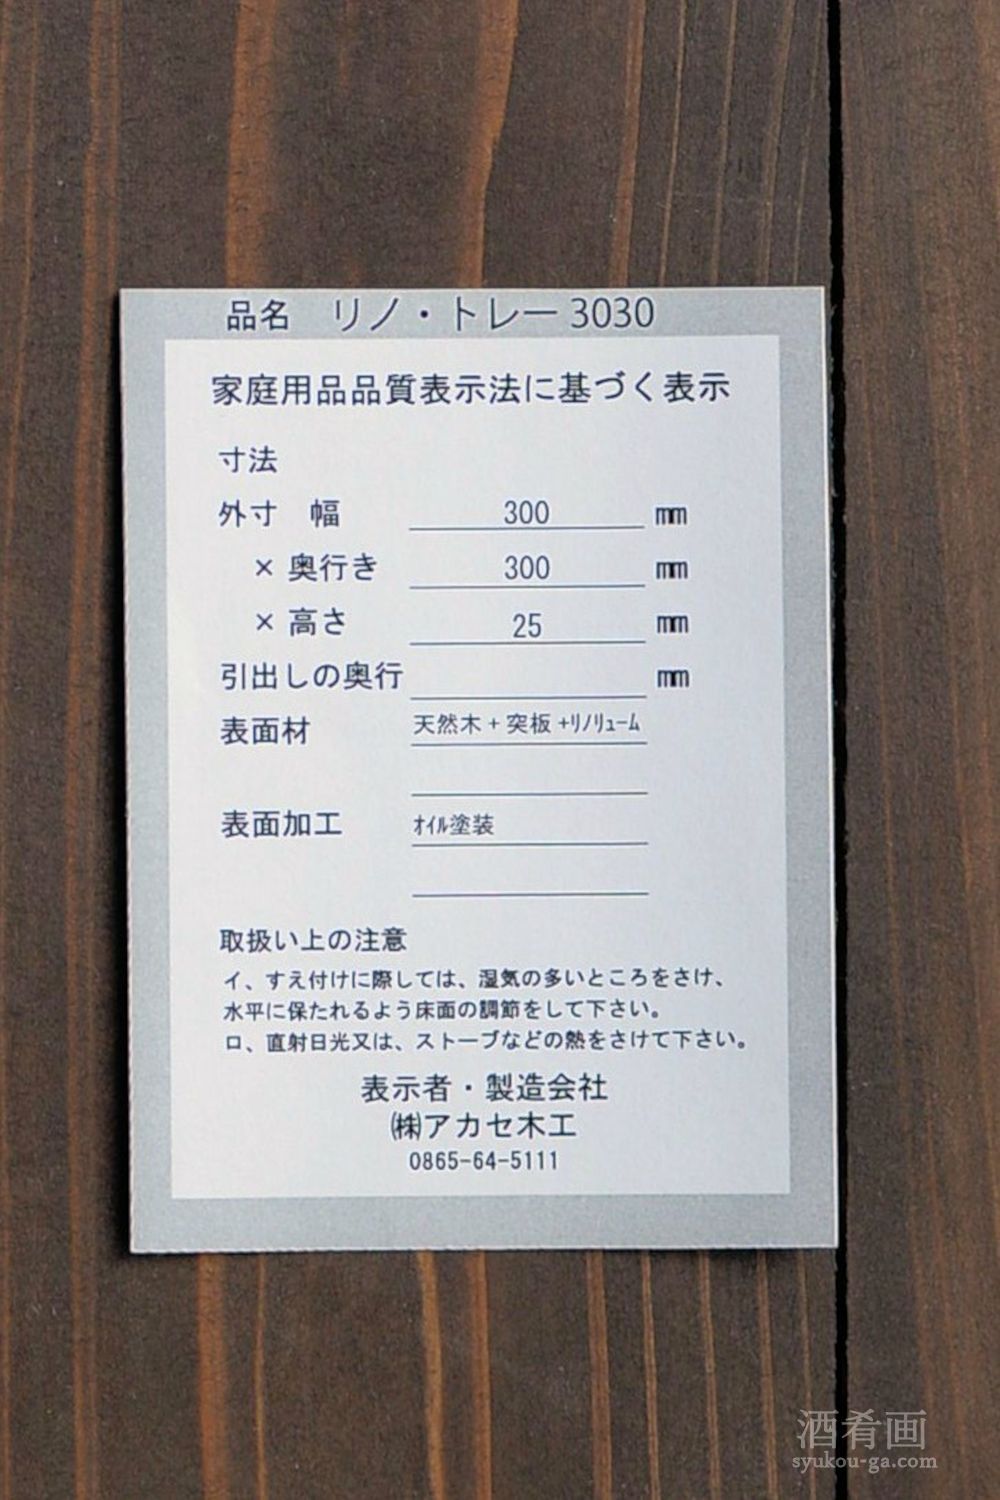 品名 リノ・トレー 3030
家庭用品品質表示法に基づく表示
寸法
外寸 幅 300 ㎜
× 奥行き 300 ㎜
× 高さ 25 ㎜
引出しの奥行 ㎜
表面材 天然木 + 突板 +ﾘﾉﾘｭｰﾑ
表面加工 ｵｲﾙ塗装
取扱い上の注意
イ、すえ付けに際しては、湿気の多いところをさけ、
水平に保たれるよう床面の調節をして下さい。
ロ、直射日光又は、ストーブなどの熱をさけて下さい。
表示者・製造会社
㈱アカセ木工
0865-64-5111
酒肴画
syukou-ga.com